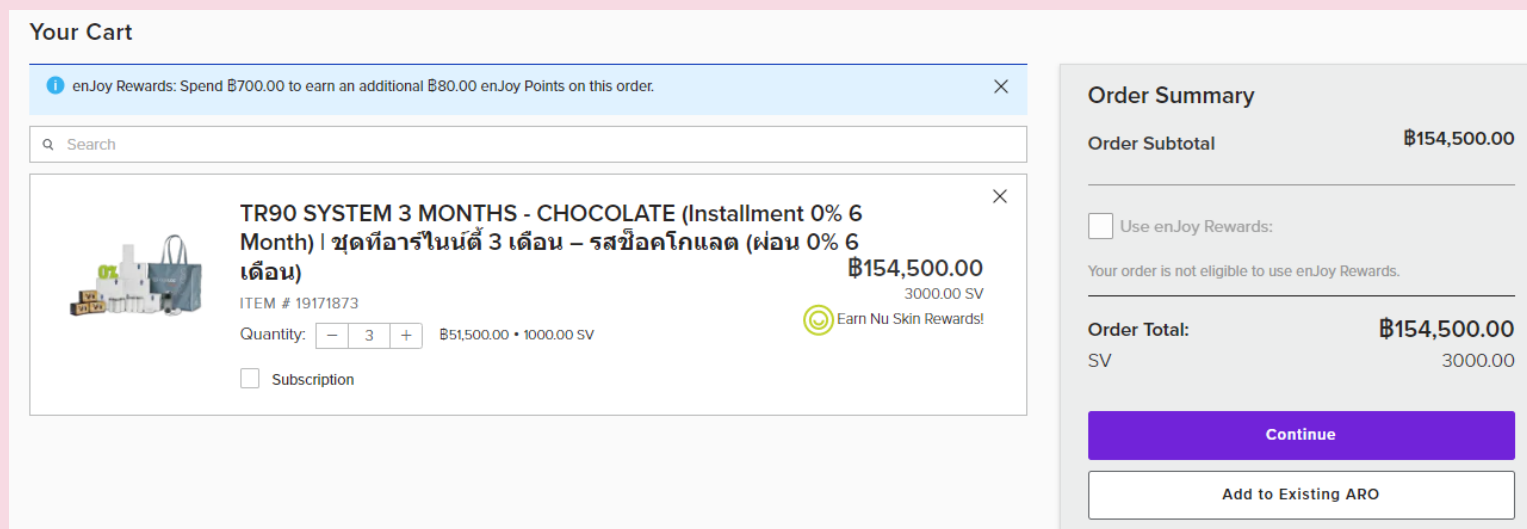 Your Cart
enJoy Rewards: Spend ฿700.00 to earn an additional ฿80.00 enJoy Points on this order.
Search
TR90 SYSTEM 3 MONTHS - CHOCOLATE (Installment 0% 6
Month) | ชุดทีอาร์ไนน์ตี้ 3 เดือน – รสช็อคโกแลต (ผ่อน 0% 6
เดือน)
฿154,500.00
ITEM # 19171873
3000.00 SV
Earn Nu Skin Rewards!
Quantity: − 3 + ฿51,500.00 • 1000.00 SV
Subscription
0%
Order Summary
Order Subtotal ฿154,500.00
Use enJoy Rewards:
Your order is not eligible to use enJoy Rewards.
Order Total: ฿154,500.00
SV 3000.00
Continue
Add to Existing ARO